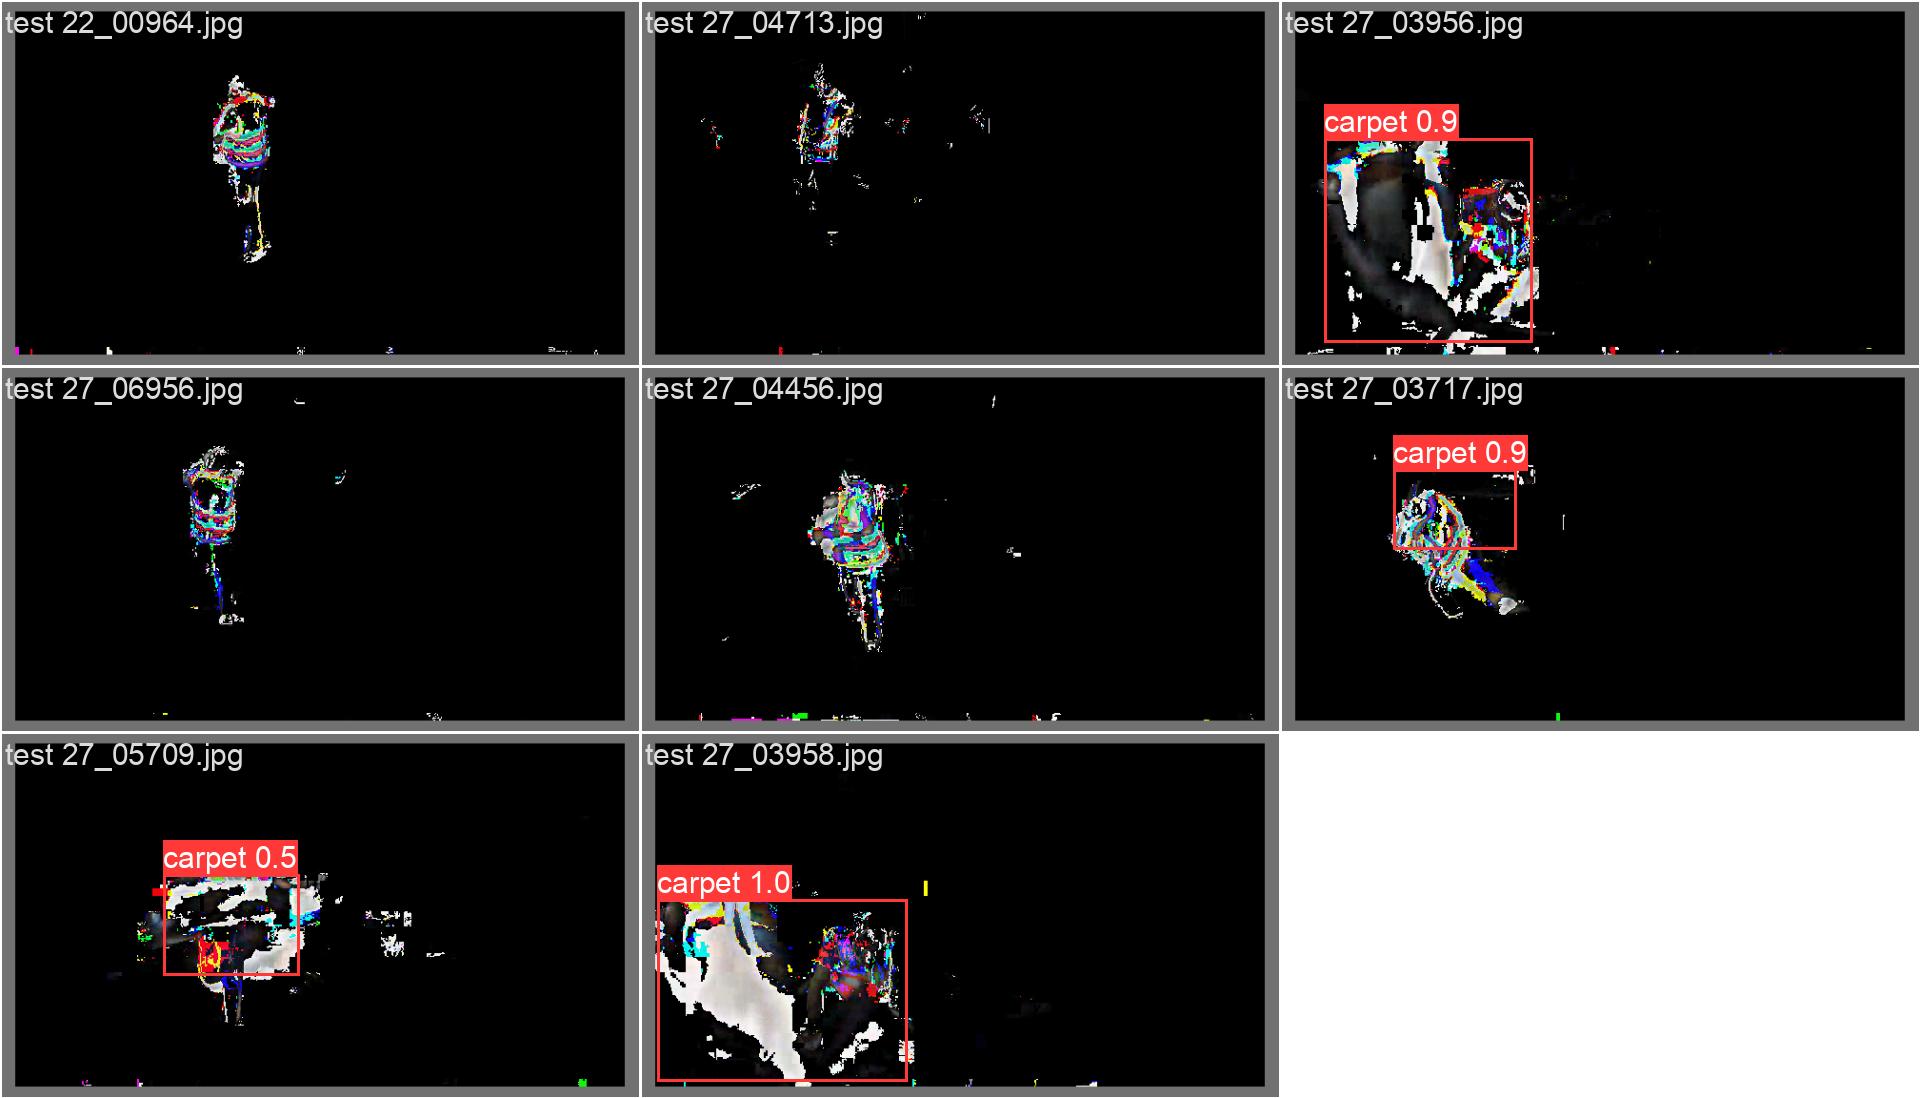 test 22_00964.jpg
test 27_04713.jpg
test 27_03956.jpg
carpet 0.9
test 27_06956.jpg
test 27_04456.jpg
test 27_03717.jpg
carpet 0.9
test 27_05709.jpg
carpet 0.5
test 27_03958.jpg
carpet 1.0